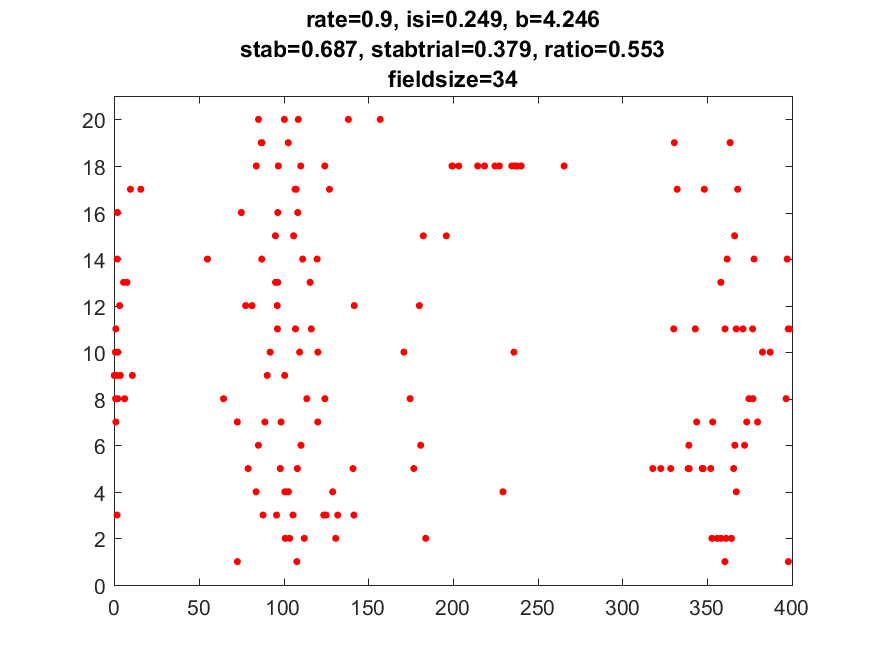 rate=0.9, isi=0.249, b=4.246
stab=0.687, stabtrial=0.379, ratio=0.553
fieldsize=34
20
18
16
14
12
10
8
6
4
2
0
0 50 100 150 200 250 300 350 400